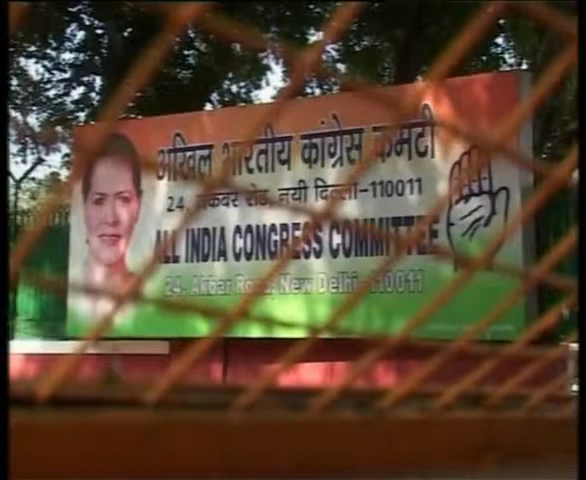 अखिल भारतीय कांग्रेस कमेटी
24, अकबर रोड, नयी दिल्ली-110011
ALL INDIA CONGRESS COMMITTEE
24, Akbar Road, New Delhi-110011